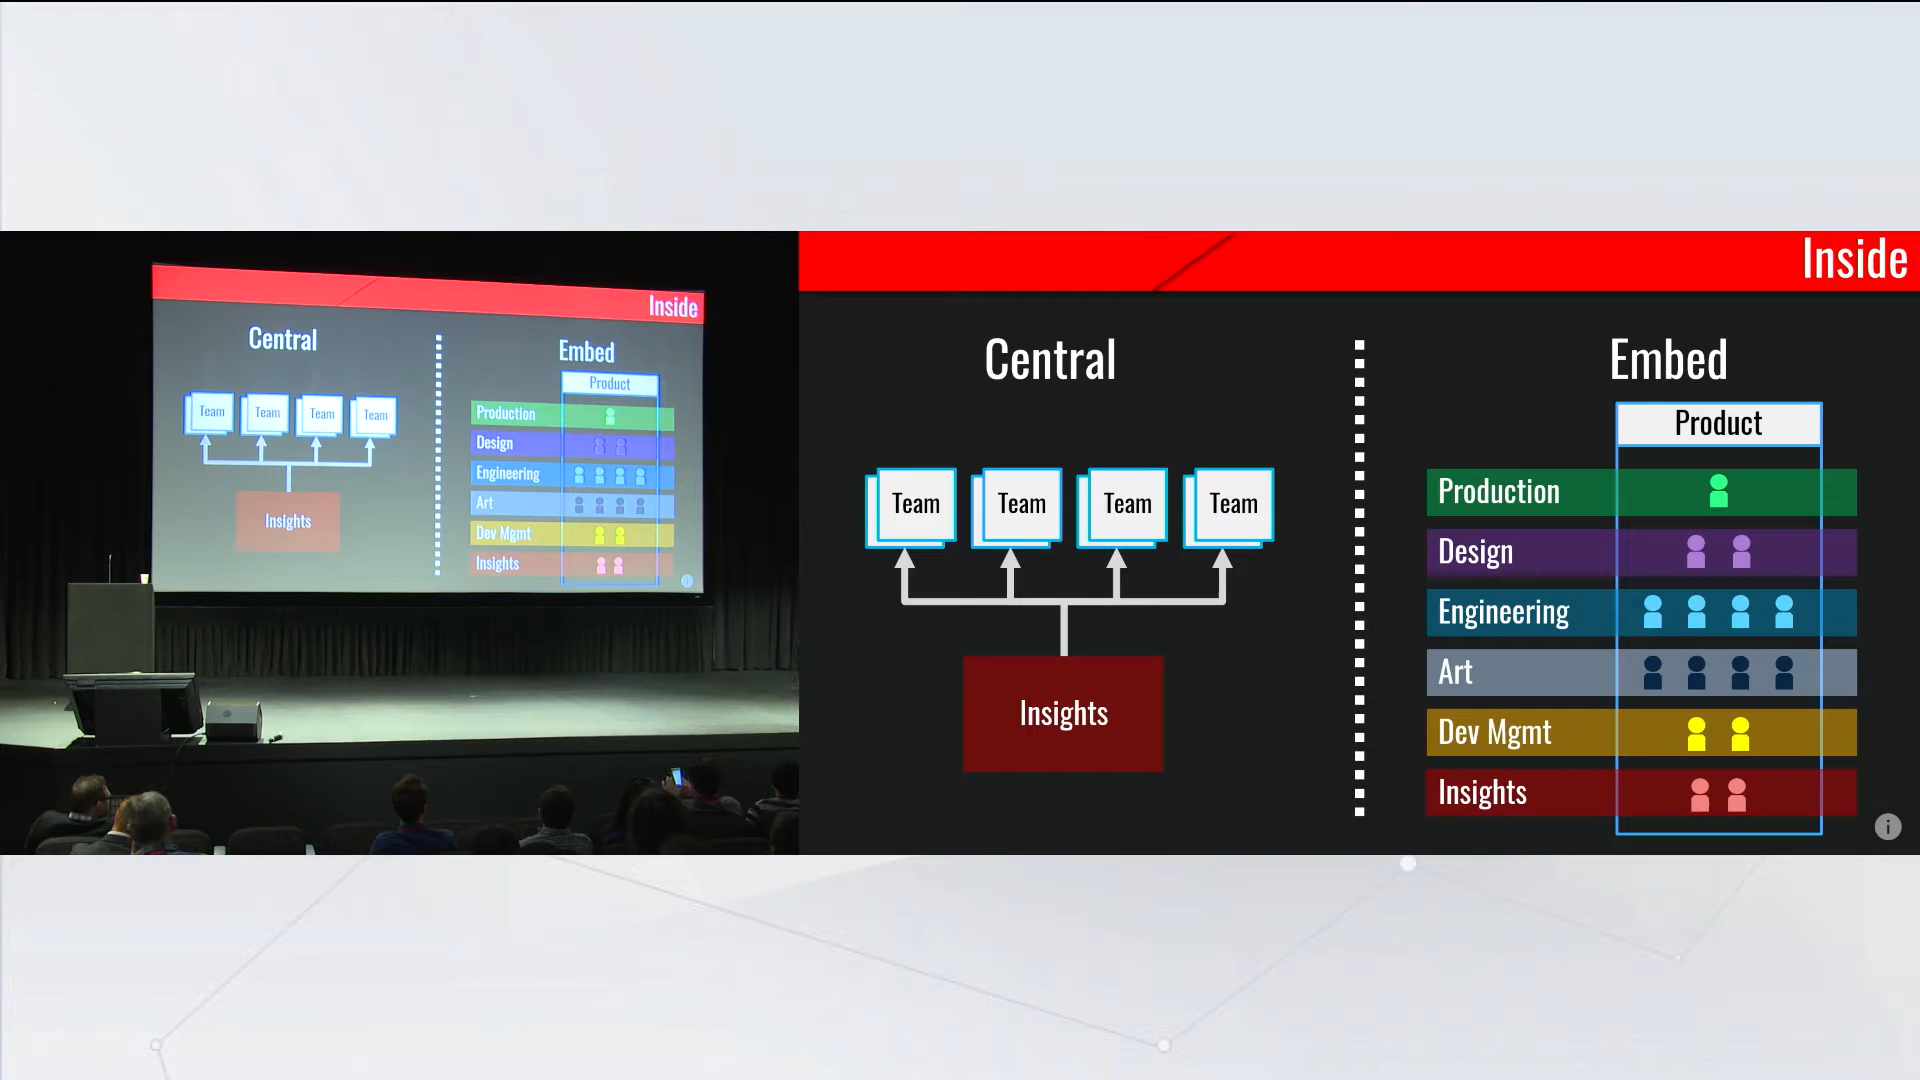 Inside
Central
Embed
Product
Team Team Team Team
Production
Design
Engineering
Art
Dev Mgmt
Insights
Insights
Inside
Central
Embed
Product
Team Team Team Team
Production
Design
Engineering
Art
Dev Mgmt
Insights
Insights
i